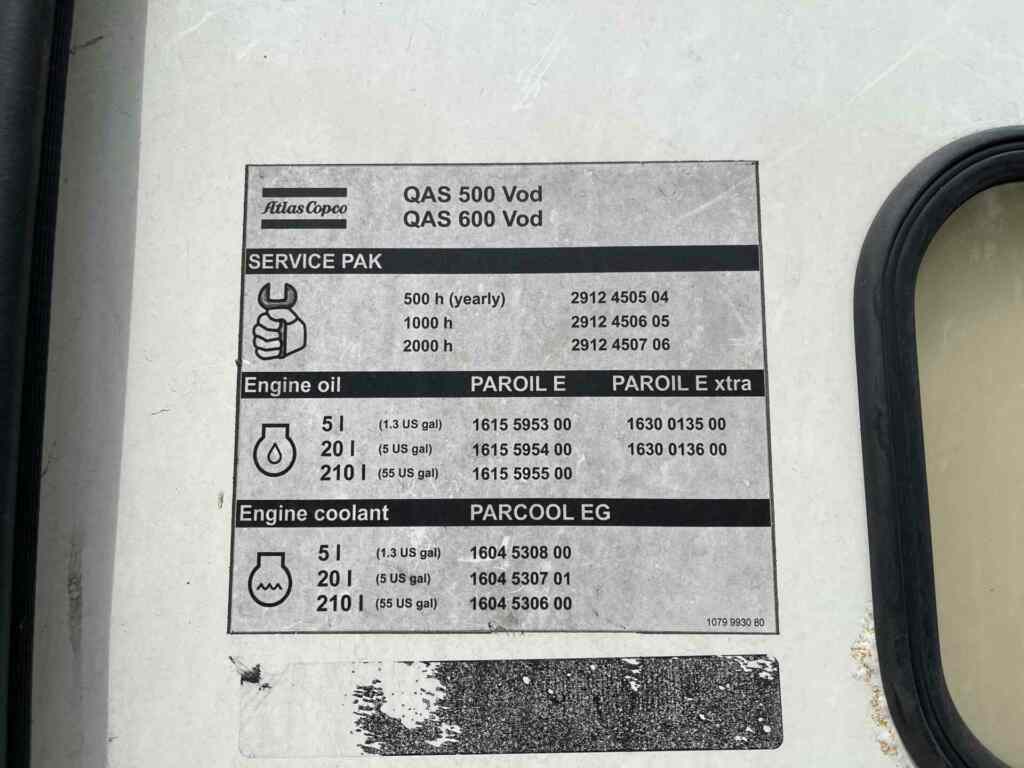 Atlas Copco
QAS 500 Vod
QAS 600 Vod
SERVICE PAK
500 h (yearly) 2912 4505 04
1000 h 2912 4506 05
2000 h 2912 4507 06
Engine oil PAROIL E PAROIL E xtra
5 l (1.3 US gal) 1615 5953 00 1630 0135 00
20 l (5 US gal) 1615 5954 00 1630 0136 00
210 l (55 US gal) 1615 5955 00
Engine coolant PARCOOL EG
5 l (1.3 US gal) 1604 5308 00
20 l (5 US gal) 1604 5307 01
210 l (55 US gal) 1604 5306 00
1079 9930 80